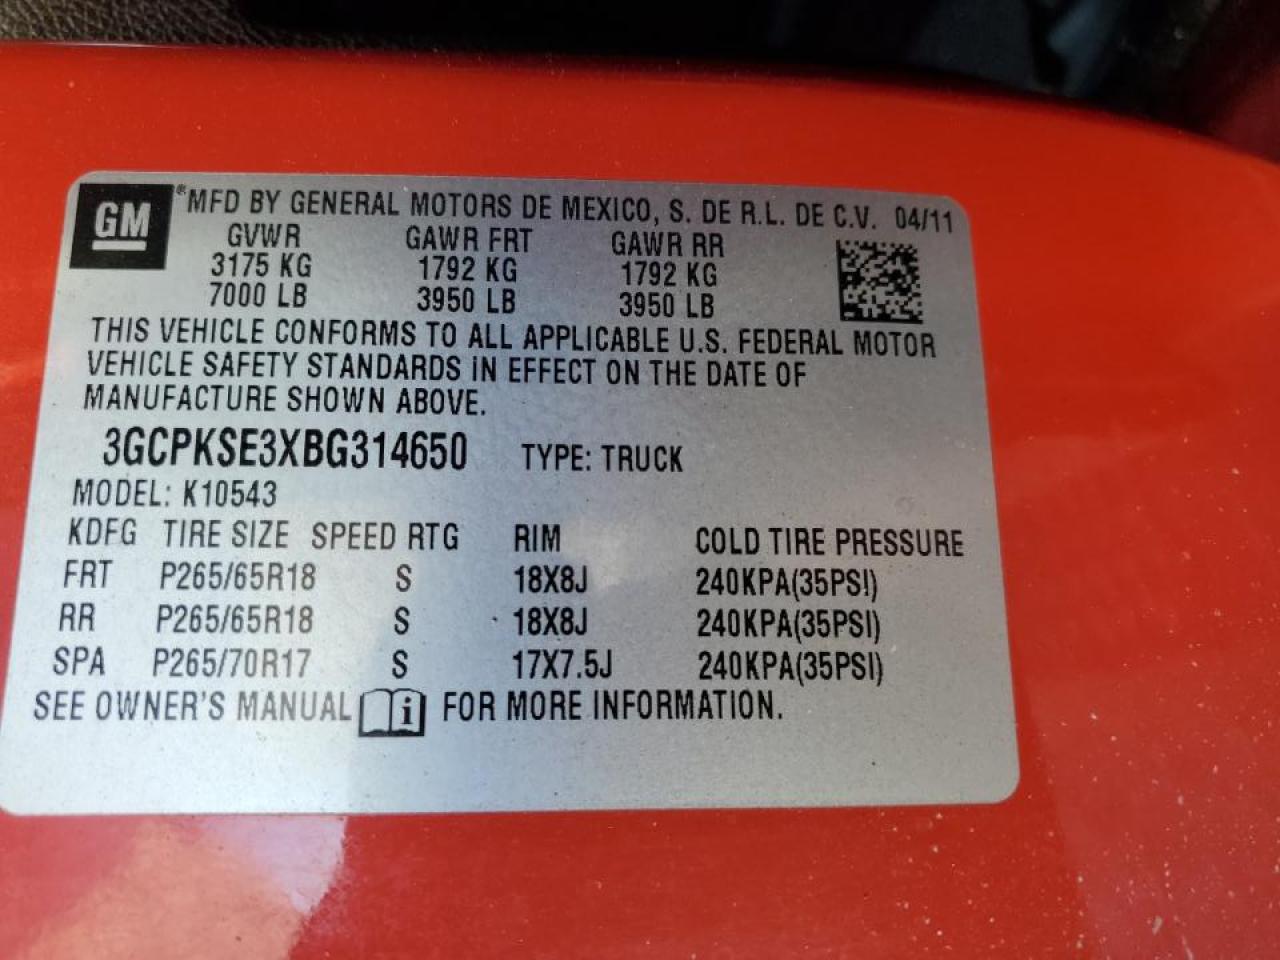 GM ® MFD BY GENERAL MOTORS DE MEXICO, S. DE R.L. DE C.V. 04/11
GVWR GAWR FRT GAWR RR
3175 KG 1792 KG 1792 KG
7000 LB 3950 LB 3950 LB
THIS VEHICLE CONFORMS TO ALL APPLICABLE U.S. FEDERAL MOTOR
VEHICLE SAFETY STANDARDS IN EFFECT ON THE DATE OF
MANUFACTURE SHOWN ABOVE.
3GCPKSE3XBG314650 TYPE: TRUCK
MODEL: K10543
KDFG TIRE SIZE SPEED RTG RIM COLD TIRE PRESSURE
FRT P265/65R18 S 18X8J 240KPA(35PSI)
RR P265/65R18 S 18X8J 240KPA(35PSI)
SPA P265/70R17 S 17X7.5J 240KPA(35PSI)
SEE OWNER'S MANUAL i FOR MORE INFORMATION.